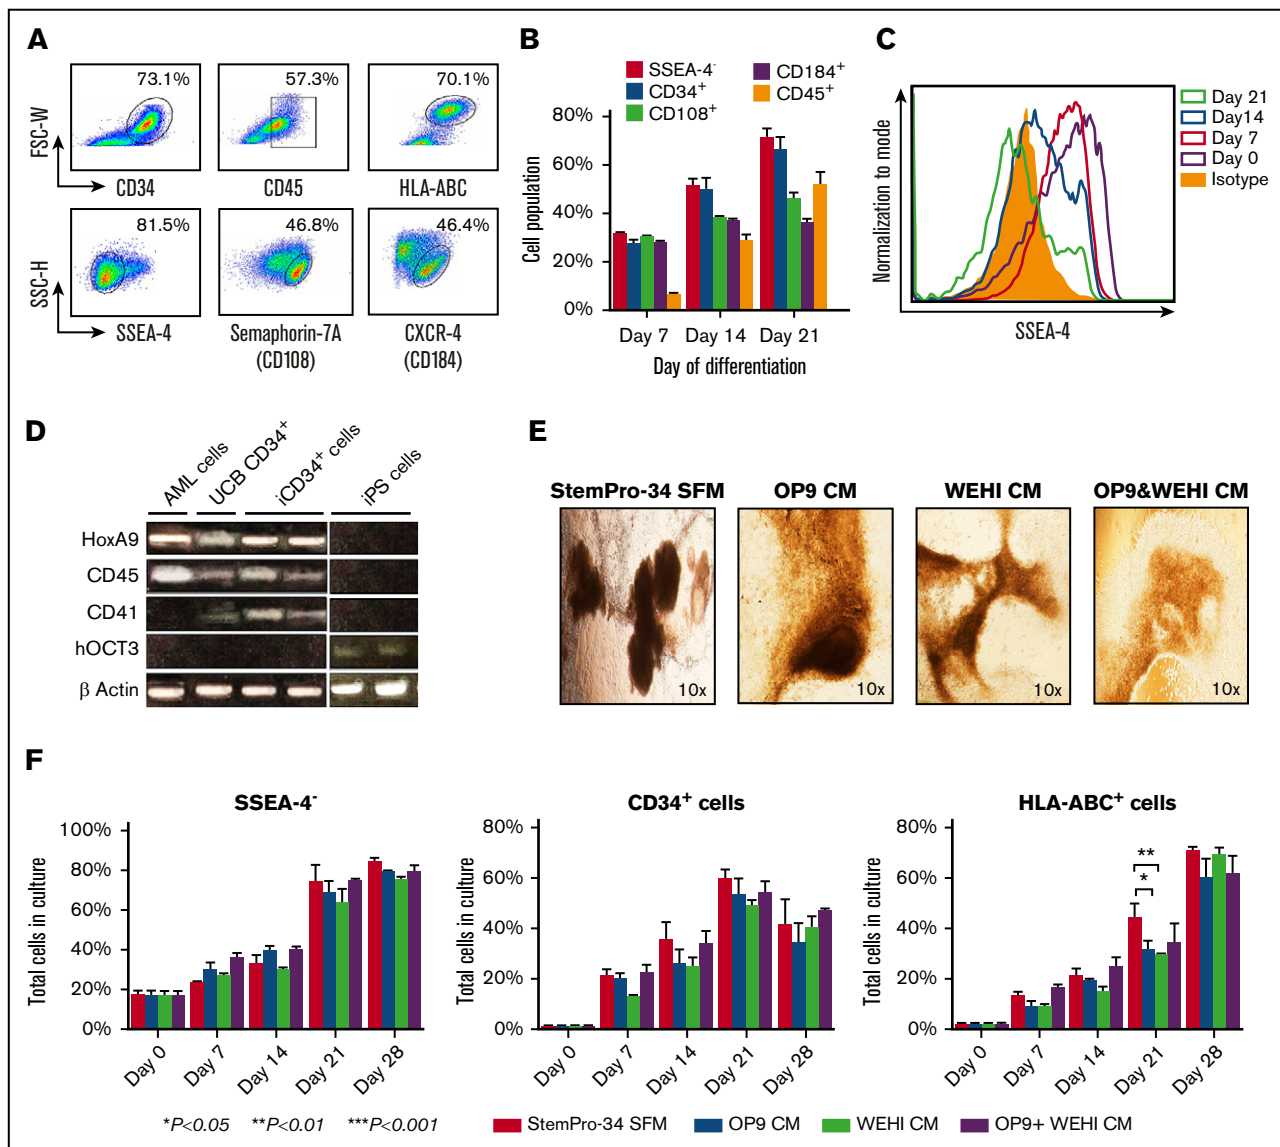 A
73.1%
57.3%
70.1%
FSC-W
CD34
CD45
HLA-ABC
81.5%
46.8%
46.4%
SSC-H
SSEA-4
Semaphorin-7A
(CD108)
CXCR-4
(CD184)
B
SSEA-4-
CD34+
CD108+
CD184+
CD45+
80%
60%
40%
20%
0%
Cell population
Day 7
Day 14
Day 21
Day of differentiation
C
Normalization to mode
SSEA-4
Day 21
Day14
Day 7
Day 0
Isotype
D
AML cells
UCB CD34+
iCD34+ cells
iPS cells
HoxA9
CD45
CD41
hOCT3
β Actin
E
StemPro-34 SFM
OP9 CM
WEHI CM
OP9&WEHI CM
10x
10x
10x
10x
F
SSEA-4-
100%
80%
60%
40%
20%
0%
Total cells in culture
Day 0
Day 7
Day 14
Day 21
Day 28
CD34+ cells
80%
60%
40%
20%
0%
Total cells in culture
Day 0
Day 7
Day 14
Day 21
Day 28
HLA-ABC+ cells
80%
60%
40%
20%
0%
Total cells in culture
**
*
Day 0
Day 7
Day 14
Day 21
Day 28
*P<0.05 **P<0.01 ***P<0.001
StemPro-34 SFM
OP9 CM
WEHI CM
OP9+ WEHI CM